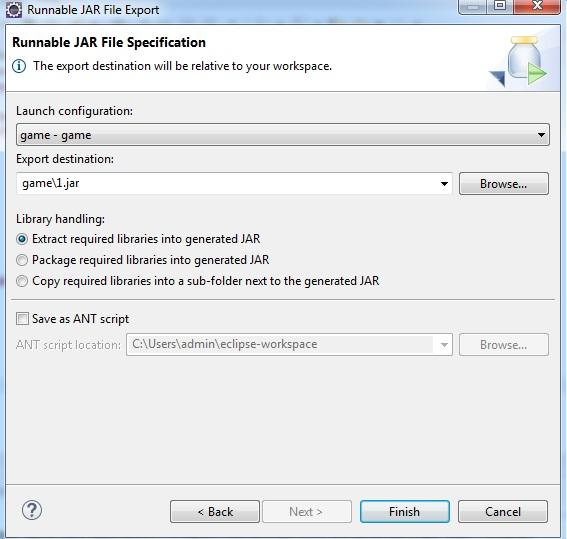 Runnable JAR File Export
Runnable JAR File Specification
The export destination will be relative to your workspace.
Launch configuration:
game - game
Export destination:
game\1.jar
Browse...
Library handling:
Extract required libraries into generated JAR
Package required libraries into generated JAR
Copy required libraries into a sub-folder next to the generated JAR
Save as ANT script
ANT script location:
C:\Users\admin\eclipse-workspace
Browse...
< Back
Next >
Finish
Cancel